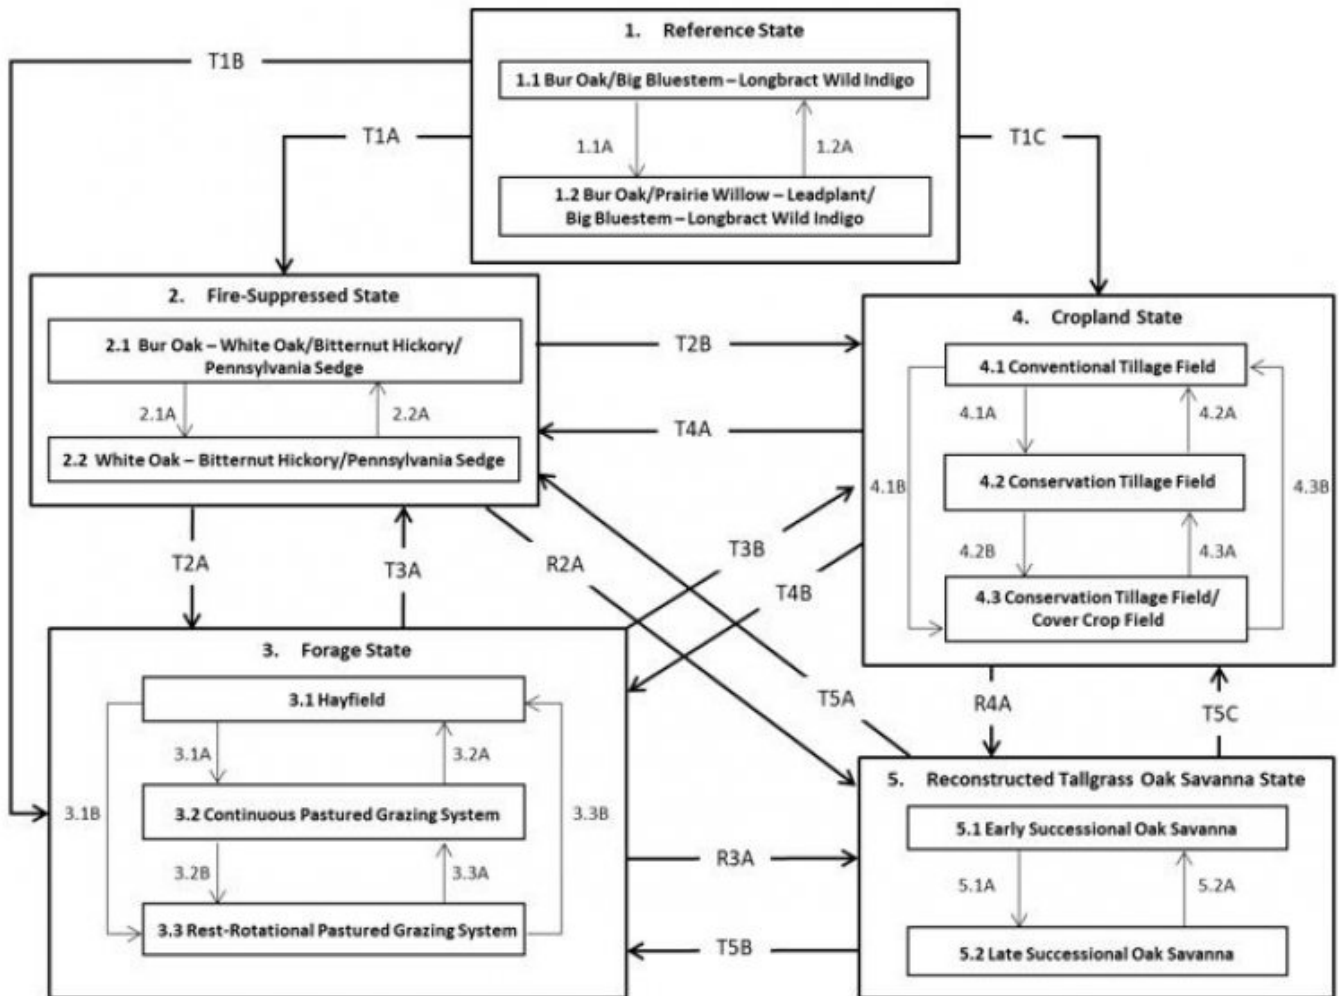 1. Reference State
T1B
1.1 Bur Oak/Big Bluestem – Longbract Wild Indigo
T1A
1.1A
1.2A
T1C
1.2 Bur Oak/Prairie Willow – Leadplant/
Big Bluestem – Longbract Wild Indigo
2. Fire-Suppressed State
2.1 Bur Oak – White Oak/Bitternut Hickory/
Pennsylvania Sedge
2.1A
2.2A
2.2 White Oak – Bitternut Hickory/Pennsylvania Sedge
T2B
T4A
4. Cropland State
4.1 Conventional Tillage Field
4.1A
4.2A
4.2 Conservation Tillage Field
4.1B
4.3B
4.2B
4.3A
4.3 Conservation Tillage Field/
Cover Crop Field
T2A
T3A
R2A
T3B
T4B
3. Forage State
3.1 Hayfield
3.1A
3.2A
3.2 Continuous Pastured Grazing System
3.1B
3.3B
3.2B
3.3A
3.3 Rest-Rotational Pastured Grazing System
T5A
R4A
T5C
R3A
T5B
5. Reconstructed Tallgrass Oak Savanna State
5.1 Early Successional Oak Savanna
5.1A
5.2A
5.2 Late Successional Oak Savanna